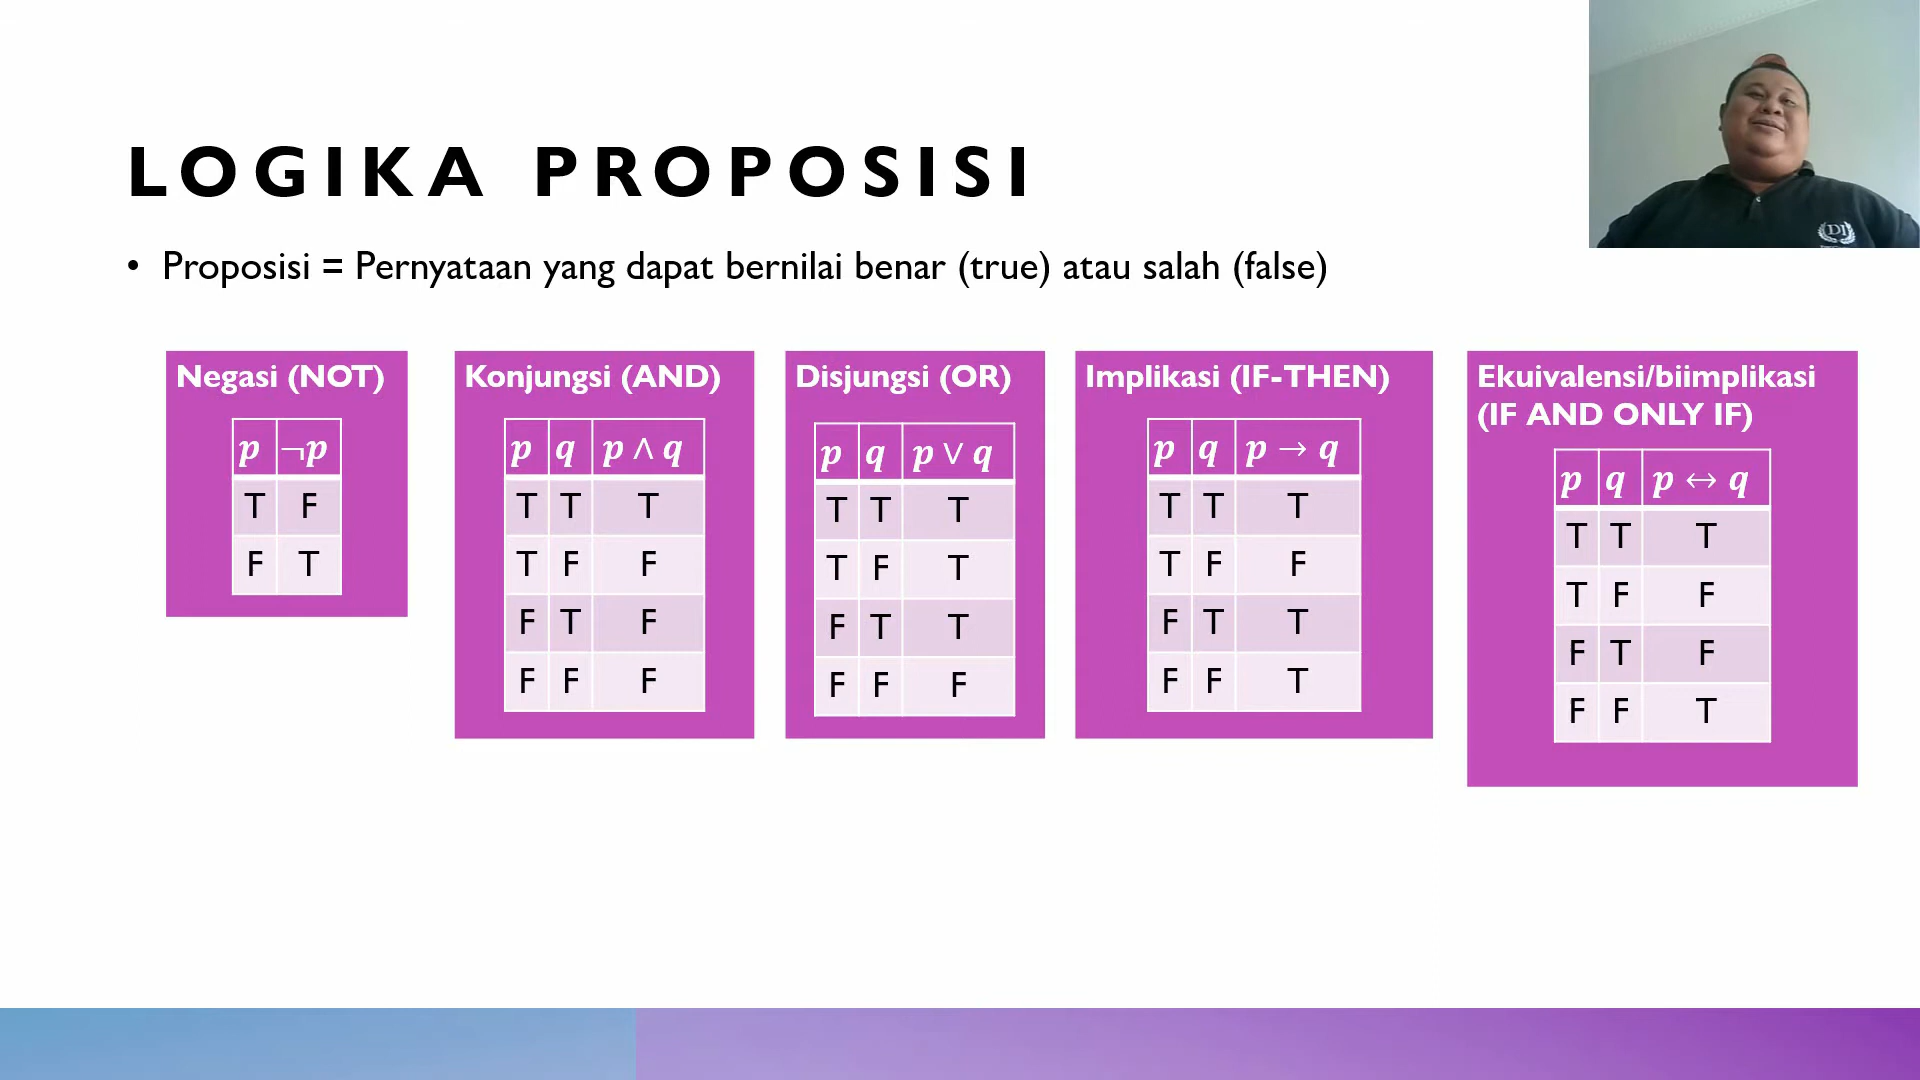 LOGIKA PROPOSISI
• Proposisi = Pernyataan yang dapat bernilai benar (true) atau salah (false)
Negasi (NOT)
p ¬p
T F
F T
Konjungsi (AND)
p q p ∧ q
T T T
T F F
F T F
F F F
Disjungsi (OR)
p q p ∨ q
T T T
T F T
F T T
F F F
Implikasi (IF-THEN)
p q p → q
T T T
T F F
F T T
F F T
Ekuivalensi/biimplikasi
(IF AND ONLY IF)
p q p ↔ q
T T T
T F F
F T F
F F T
DI